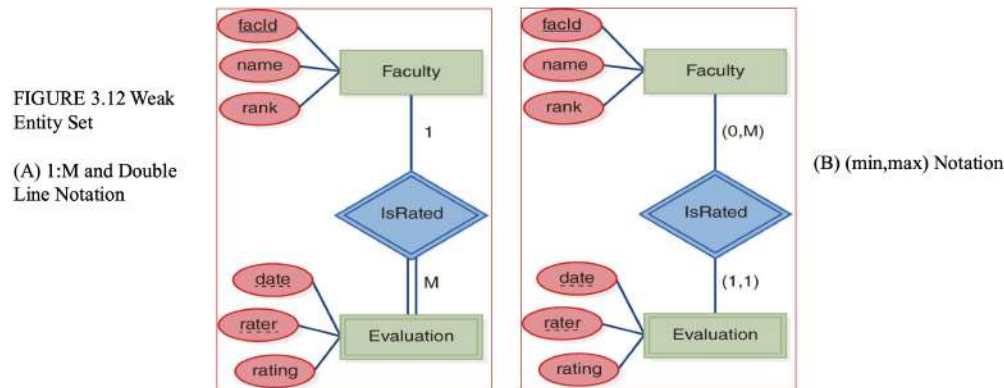 FIGURE 3.12 Weak
Entity Set
(A) 1:M and Double
Line Notation
facId
name
rank
Faculty
1
IsRated
M
date
rater
rating
Evaluation
facId
name
rank
Faculty
(0,M)
IsRated
(1,1)
date
rater
rating
Evaluation
(B) (min,max) Notation